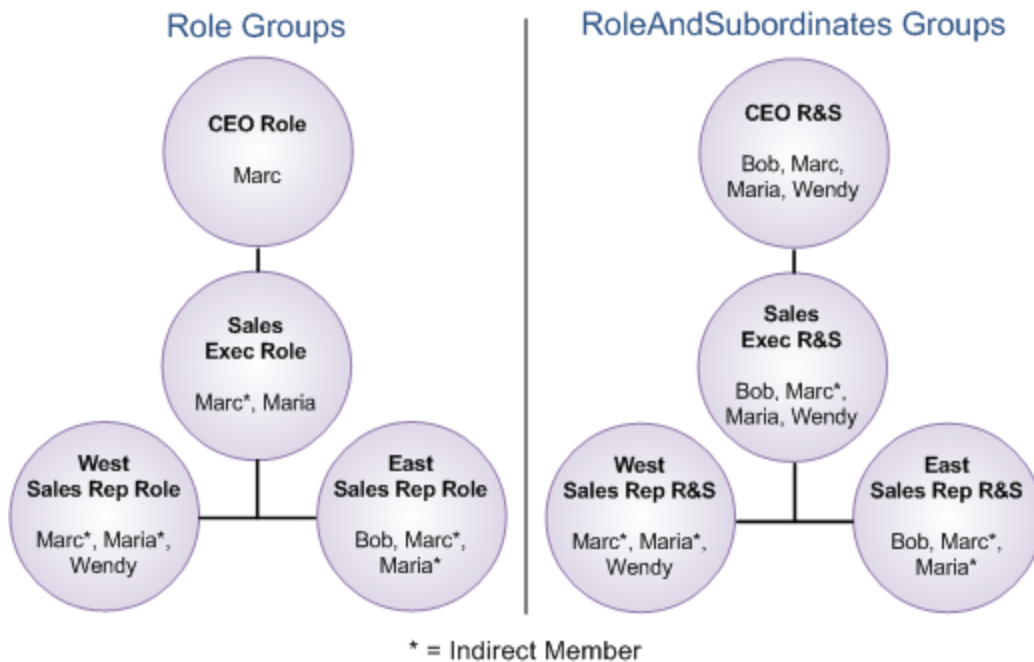 Role Groups
CEO Role
Marc
Sales
Exec Role
Marc*, Maria
West
Sales Rep Role
Marc*, Maria*,
Wendy
East
Sales Rep Role
Bob, Marc*,
Maria*
RoleAndSubordinates Groups
CEO R&S
Bob, Marc,
Maria, Wendy
Sales
Exec R&S
Bob, Marc*,
Maria, Wendy
West
Sales Rep R&S
Marc*, Maria*,
Wendy
East
Sales Rep R&S
Bob, Marc*,
Maria*
* = Indirect Member